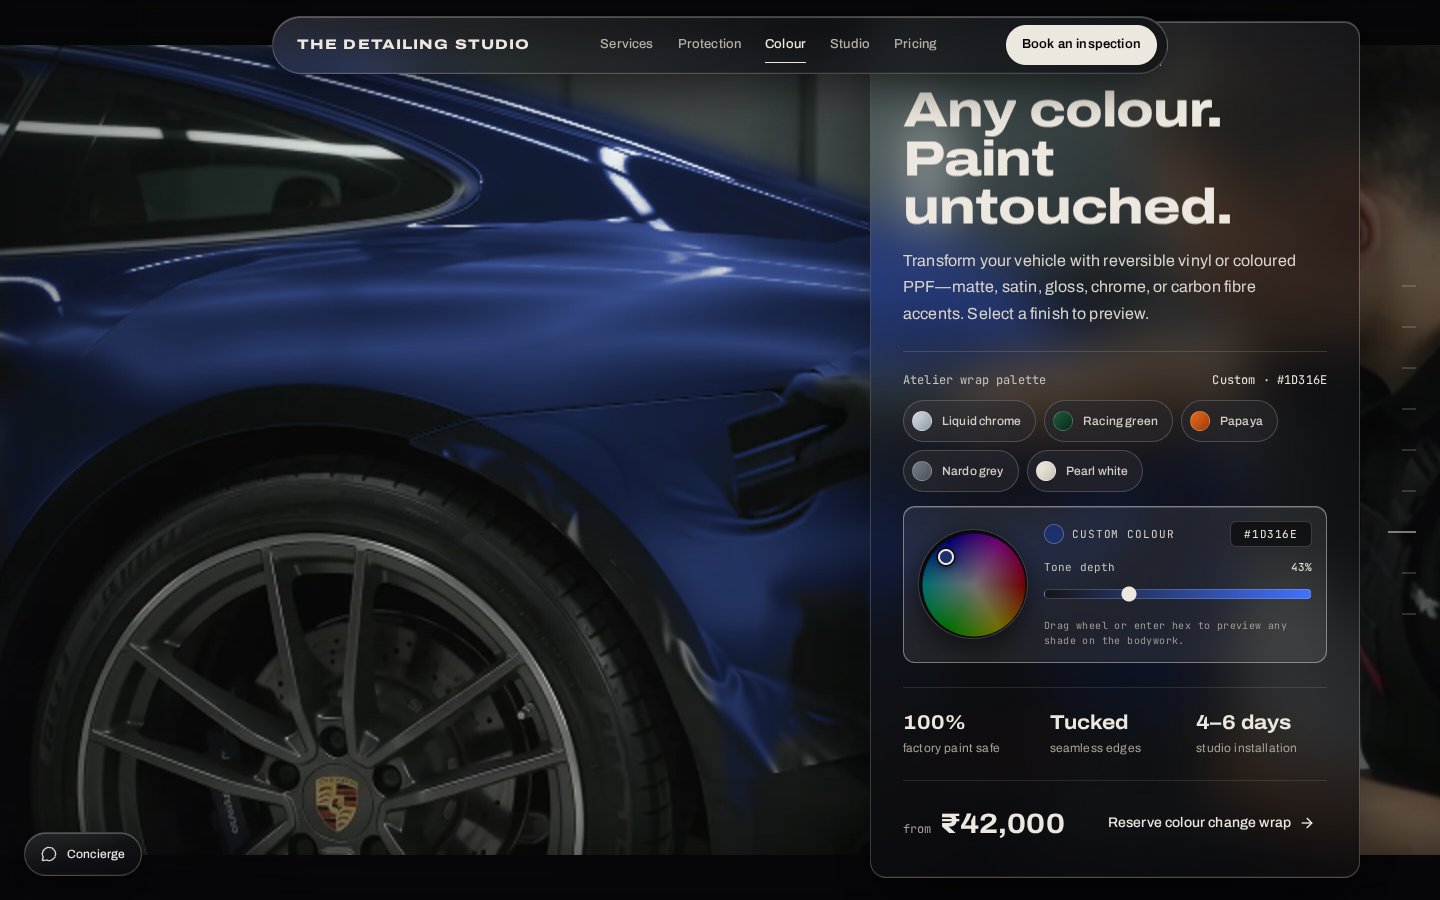 THE DETAILING STUDIO
Services
Protection
Colour
Studio
Pricing
Book an inspection
Any colour.
Paint
untouched.
Transform your vehicle with reversible vinyl or coloured
PPF—matte, satin, gloss, chrome, or carbon fibre
accents. Select a finish to preview.
Atelier wrap palette
Custom · #1D316E
Liquid chrome
Racing green
Papaya
Nardo grey
Pearl white
CUSTOM COLOUR
#1D316E
Tone depth
43%
Drag wheel or enter hex to preview any
shade on the bodywork.
100%
factory paint safe
Tucked
seamless edges
4–6 days
studio installation
from ₹42,000
Reserve colour change wrap →
Concierge